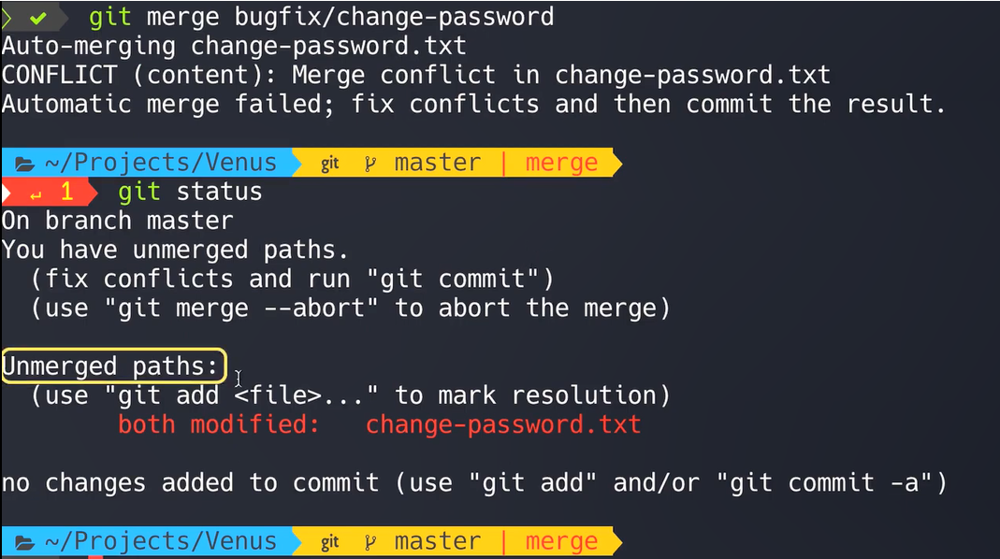 git merge bugfix/change-password
Auto-merging change-password.txt
CONFLICT (content): Merge conflict in change-password.txt
Automatic merge failed; fix conflicts and then commit the result.
~/Projects/Venus git master | merge
1 git status
On branch master
You have unmerged paths.
(fix conflicts and run "git commit")
(use "git merge --abort" to abort the merge)
Unmerged paths:
(use "git add <file>..." to mark resolution)
both modified: change-password.txt
no changes added to commit (use "git add" and/or "git commit -a")
~/Projects/Venus git master | merge